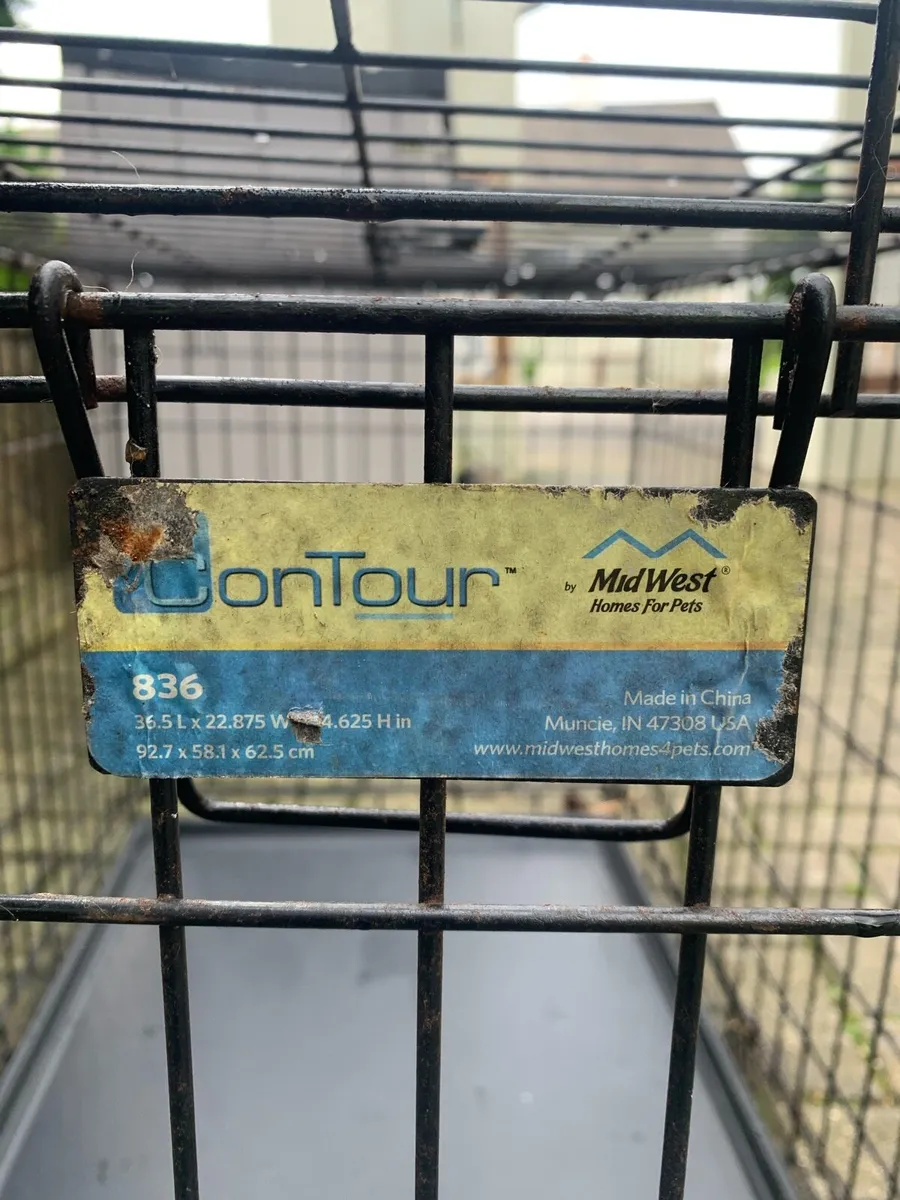 ConTour™
by MidWest®
Homes For Pets
836
36.5 L x 22.875 W 4.625 H in
92.7 x 58.1 x 62.5 cm
Made in China
Muncie, IN 47308 USA
www.midwesthomes4pets.com